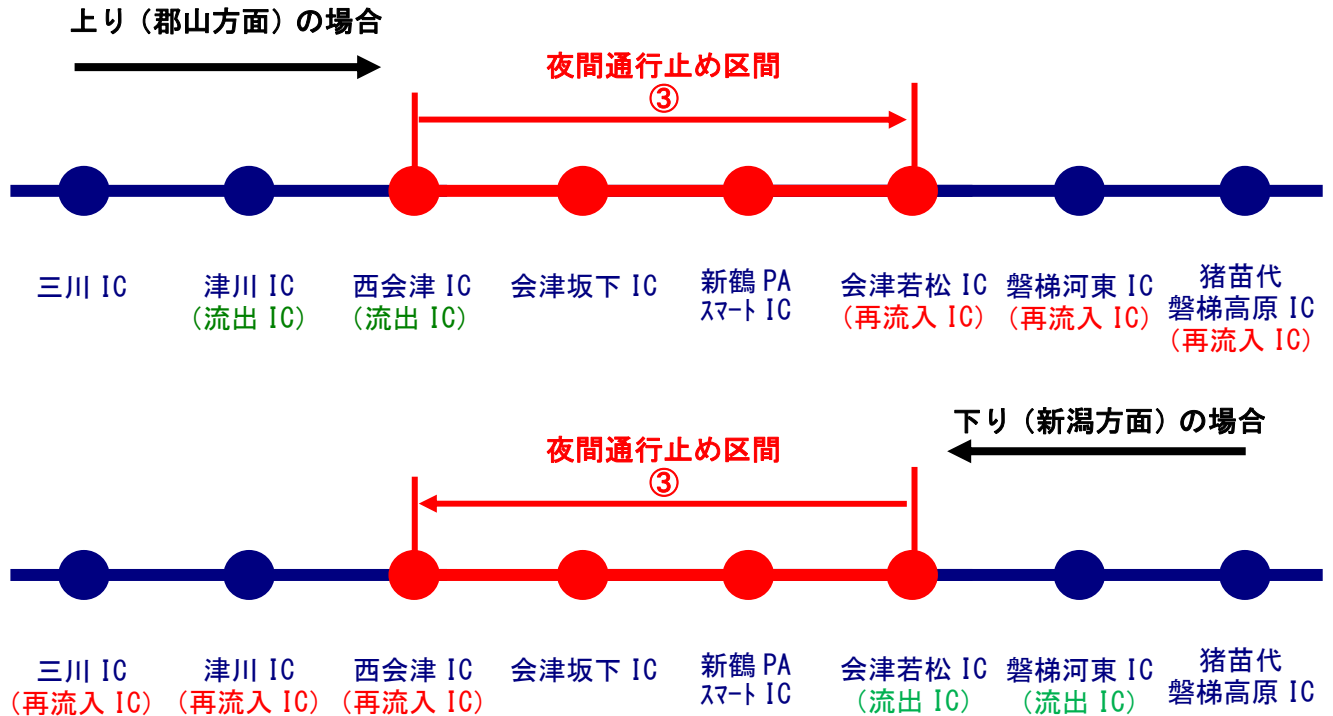 上り（郡山方面）の場合
夜間通行止め区間
③
三川 IC
津川 IC
（流出 IC）
西会津 IC
（流出 IC）
会津坂下 IC
新鶴 PA
スマート IC
会津若松 IC
（再流入 IC）
磐梯河東 IC
（再流入 IC）
猪苗代
磐梯高原 IC
（再流入 IC）
下り（新潟方面）の場合
夜間通行止め区間
③
三川 IC
（再流入 IC）
津川 IC
（再流入 IC）
西会津 IC
（再流入 IC）
会津坂下 IC
新鶴 PA
スマート IC
会津若松 IC
（流出 IC）
磐梯河東 IC
（流出 IC）
猪苗代
磐梯高原 IC